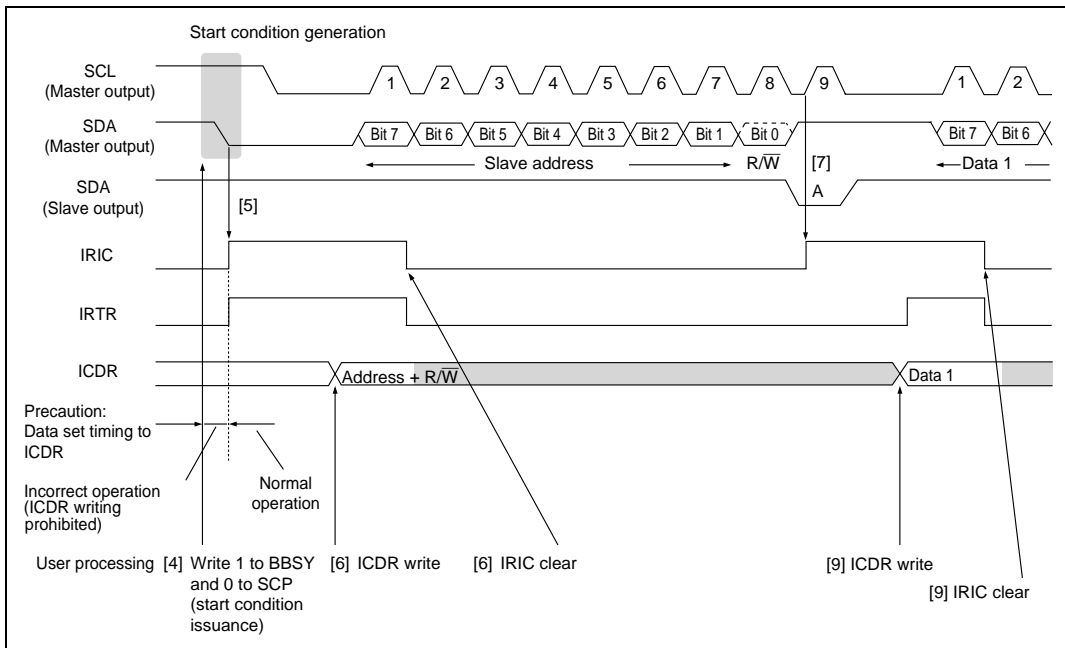 Start condition generation
SCL
(Master output)
1 2 3 4 5 6 7 8 9 1 2
SDA
(Master output)
Bit 7 Bit 6 Bit 5 Bit 4 Bit 3 Bit 2 Bit 1 Bit 0 Bit 7 Bit 6
Slave address R/W̅ [7] Data 1
SDA
(Slave output)
[5]
A
IRIC
IRTR
ICDR
Address + R/W̅
Data 1
Precaution:
Data set timing to
ICDR
Incorrect operation
(ICDR writing
prohibited)
Normal
operation
User processing [4] Write 1 to BBSY
and 0 to SCP
(start condition
issuance)
[6] ICDR write
[6] IRIC clear
[9] ICDR write
[9] IRIC clear